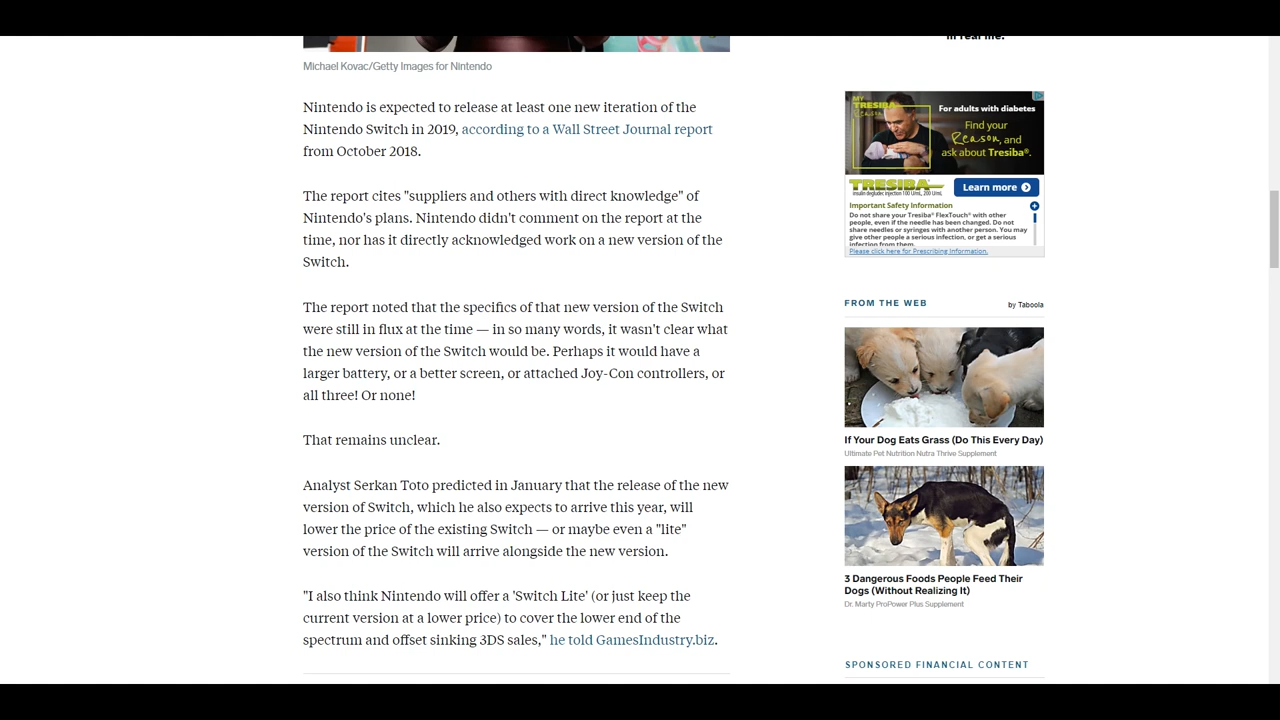 in real life.
Michael Kovac/Getty Images for Nintendo
Nintendo is expected to release at least one new iteration of the
Nintendo Switch in 2019, according to a Wall Street Journal report
from October 2018.
The report cites "suppliers and others with direct knowledge" of
Nintendo's plans. Nintendo didn't comment on the report at the
time, nor has it directly acknowledged work on a new version of the
Switch.
The report noted that the specifics of that new version of the Switch
were still in flux at the time — in so many words, it wasn't clear what
the new version of the Switch would be. Perhaps it would have a
larger battery, or a better screen, or attached Joy-Con controllers, or
all three! Or none!
That remains unclear.
Analyst Serkan Toto predicted in January that the release of the new
version of Switch, which he also expects to arrive this year, will
lower the price of the existing Switch — or maybe even a "lite"
version of the Switch will arrive alongside the new version.
"I also think Nintendo will offer a 'Switch Lite' (or just keep the
current version at a lower price) to cover the lower end of the
spectrum and offset sinking 3DS sales," he told GamesIndustry.biz.
MY
TRESIBA
Reason
For adults with diabetes
Find your
Reason, and
ask about Tresiba®.
TRESIBA®
insulin degludec injection 100 U/mL, 200 U/mL
Learn more
Important Safety Information
Do not share your Tresiba® FlexTouch® with other
people, even if the needle has been changed. Do not
share needles or syringes with another person. You may
give other people a serious infection, or get a serious
infection from them.
Please click here for Prescribing Information.
FROM THE WEB
by Taboola
If Your Dog Eats Grass (Do This Every Day)
Ultimate Pet Nutrition Nutra Thrive Supplement
3 Dangerous Foods People Feed Their
Dogs (Without Realizing It)
Dr. Marty ProPower Plus Supplement
SPONSORED FINANCIAL CONTENT